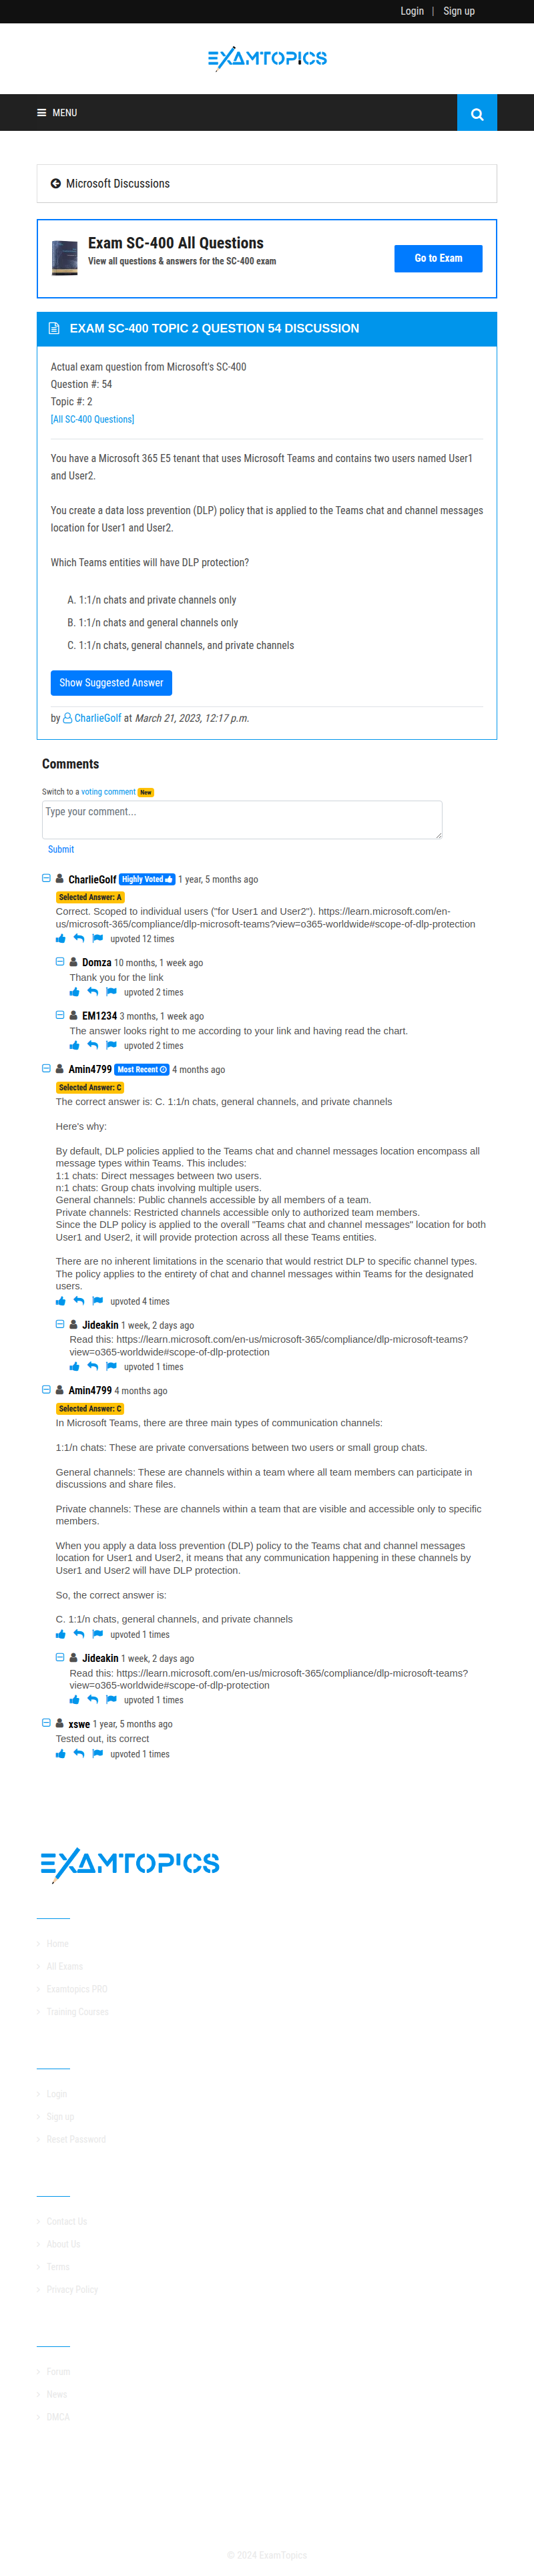 Login | Sign up
EXAMTOPICS
MENU
Microsoft Discussions
Exam SC-400 All Questions
View all questions & answers for the SC-400 exam
Go to Exam
EXAM SC-400 TOPIC 2 QUESTION 54 DISCUSSION
Actual exam question from Microsoft's SC-400
Question #: 54
Topic #: 2
[All SC-400 Questions]
You have a Microsoft 365 E5 tenant that uses Microsoft Teams and contains two users named User1
and User2.
You create a data loss prevention (DLP) policy that is applied to the Teams chat and channel messages
location for User1 and User2.
Which Teams entities will have DLP protection?
A. 1:1/n chats and private channels only
B. 1:1/n chats and general channels only
C. 1:1/n chats, general channels, and private channels
Show Suggested Answer
by CharlieGolf at March 21, 2023, 12:17 p.m.
Comments
Switch to a voting comment New
Type your comment...
Submit
CharlieGolf Highly Voted 1 year, 5 months ago
Selected Answer: A
Correct. Scoped to individual users ("for User1 and User2"). https://learn.microsoft.com/en-
us/microsoft-365/compliance/dlp-microsoft-teams?view=o365-worldwide#scope-of-dlp-protection
upvoted 12 times
Domza 10 months, 1 week ago
Thank you for the link
upvoted 2 times
EM1234 3 months, 1 week ago
The answer looks right to me according to your link and having read the chart.
upvoted 2 times
Amin4799 Most Recent 4 months ago
Selected Answer: C
The correct answer is: C. 1:1/n chats, general channels, and private channels
Here's why:
By default, DLP policies applied to the Teams chat and channel messages location encompass all
message types within Teams. This includes:
1:1 chats: Direct messages between two users.
n:1 chats: Group chats involving multiple users.
General channels: Public channels accessible by all members of a team.
Private channels: Restricted channels accessible only to authorized team members.
Since the DLP policy is applied to the overall "Teams chat and channel messages" location for both
User1 and User2, it will provide protection across all these Teams entities.
There are no inherent limitations in the scenario that would restrict DLP to specific channel types.
The policy applies to the entirety of chat and channel messages within Teams for the designated
users.
upvoted 4 times
Jideakin 1 week, 2 days ago
Read this: https://learn.microsoft.com/en-us/microsoft-365/compliance/dlp-microsoft-teams?
view=o365-worldwide#scope-of-dlp-protection
upvoted 1 times
Amin4799 4 months ago
Selected Answer: C
In Microsoft Teams, there are three main types of communication channels:
1:1/n chats: These are private conversations between two users or small group chats.
General channels: These are channels within a team where all team members can participate in
discussions and share files.
Private channels: These are channels within a team that are visible and accessible only to specific
members.
When you apply a data loss prevention (DLP) policy to the Teams chat and channel messages
location for User1 and User2, it means that any communication happening in these channels by
User1 and User2 will have DLP protection.
So, the correct answer is:
C. 1:1/n chats, general channels, and private channels
upvoted 1 times
Jideakin 1 week, 2 days ago
Read this: https://learn.microsoft.com/en-us/microsoft-365/compliance/dlp-microsoft-teams?
view=o365-worldwide#scope-of-dlp-protection
upvoted 1 times
xswe 1 year, 5 months ago
Tested out, its correct
upvoted 1 times
EXAMTOPICS
Home
All Exams
Examtopics PRO
Training Courses
Login
Sign up
Reset Password
Contact Us
About Us
Terms
Privacy Policy
Forum
News
DMCA
© 2024 ExamTopics